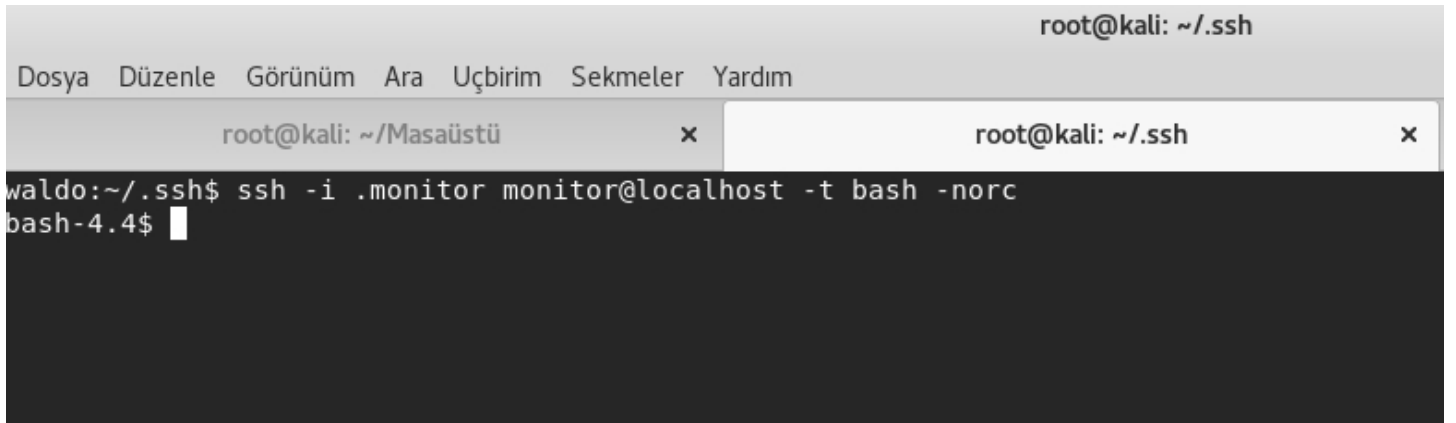 root@kali: ~/.ssh
Dosya Düzenle Görünüm Ara Uçbirim Sekmeler Yardım
root@kali: ~/Masaüstü × root@kali: ~/.ssh ×
waldo:~/.ssh$ ssh -i .monitor monitor@localhost -t bash -norc
bash-4.4$